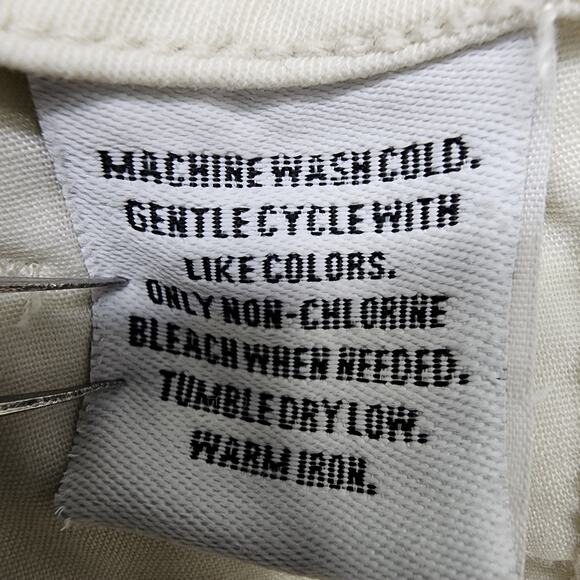 MACHINE WASH COLD.
GENTLE CYCLE WITH
LIKE COLORS.
ONLY NON-CHLORINE
BLEACH WHEN NEEDED.
TUMBLE DRY LOW.
WARM IRON.